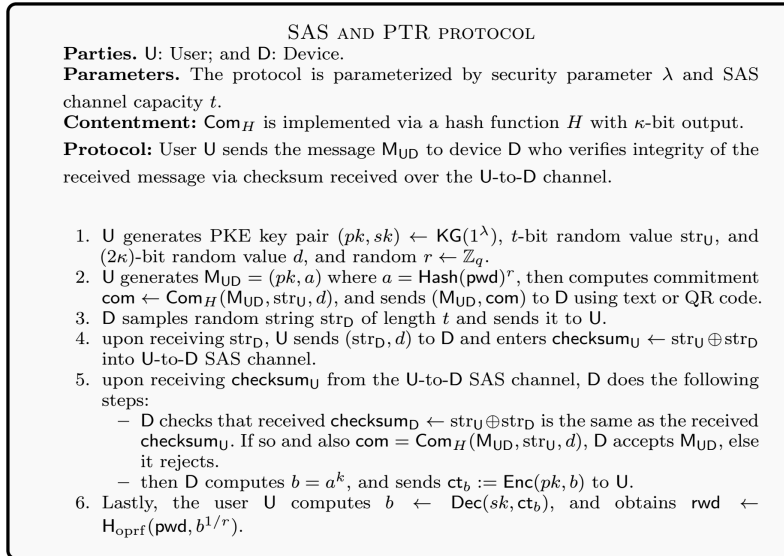 SAS AND PTR PROTOCOL
Parties. U: User; and D: Device.
Parameters. The protocol is parameterized by security parameter λ and SAS
channel capacity t.
Contentment: Com_H is implemented via a hash function H with κ-bit output.
Protocol: User U sends the message M_UD to device D who verifies integrity of the
received message via checksum received over the U-to-D channel.
1. U generates PKE key pair (pk, sk) ← KG(1^λ), t-bit random value str_U, and
(2κ)-bit random value d, and random r ← ℤ_q.
2. U generates M_UD = (pk, a) where a = Hash(pwd)^r, then computes commitment
com ← Com_H(M_UD, str_U, d), and sends (M_UD, com) to D using text or QR code.
3. D samples random string str_D of length t and sends it to U.
4. upon receiving str_D, U sends (str_D, d) to D and enters checksum_U ← str_U⊕str_D
into U-to-D SAS channel.
5. upon receiving checksum_U from the U-to-D SAS channel, D does the following
steps:
– D checks that received checksum_D ← str_U⊕str_D is the same as the received
checksum_U. If so and also com = Com_H(M_UD, str_U, d), D accepts M_UD, else
it rejects.
– then D computes b = a^k, and sends ct_b := Enc(pk, b) to U.
6. Lastly, the user U computes b ← Dec(sk, ct_b), and obtains rwd ←
H_oprf(pwd, b^{1/r}).